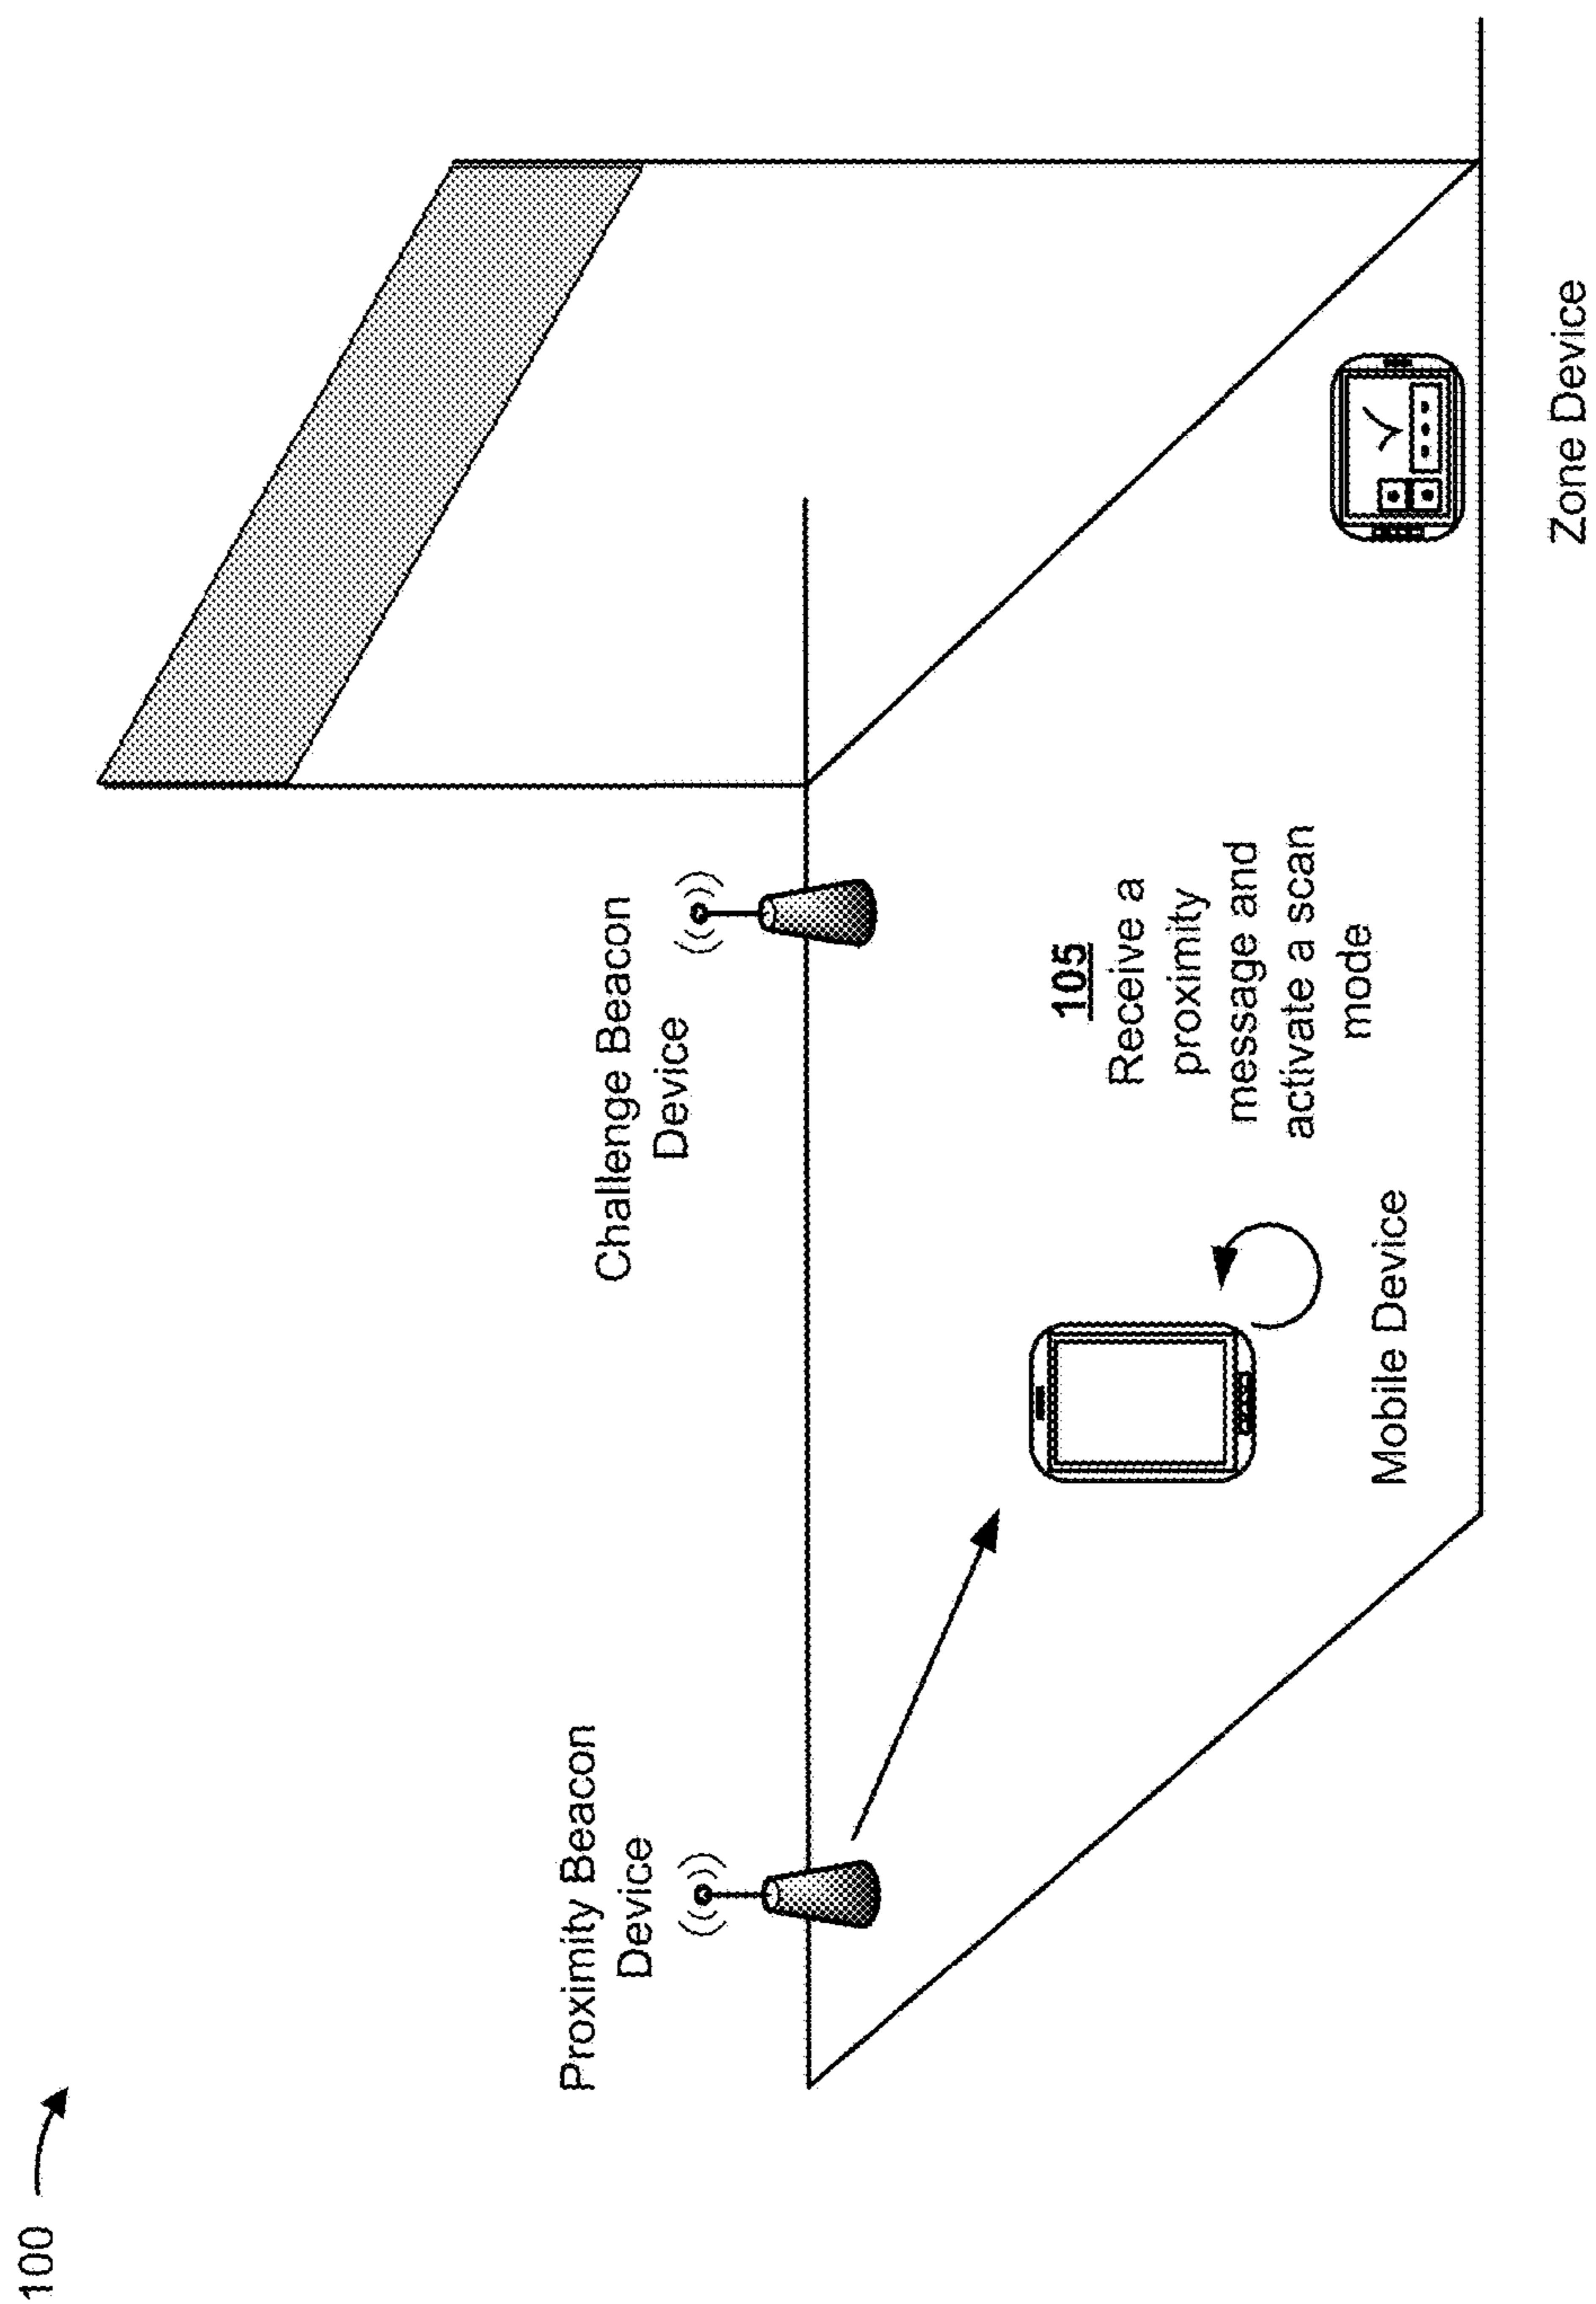 100
Proximity Beacon
Device
Challenge Beacon
Device
105
Receive a
proximity
message and
activate a scan
mode
Mobile Device
Zone Device